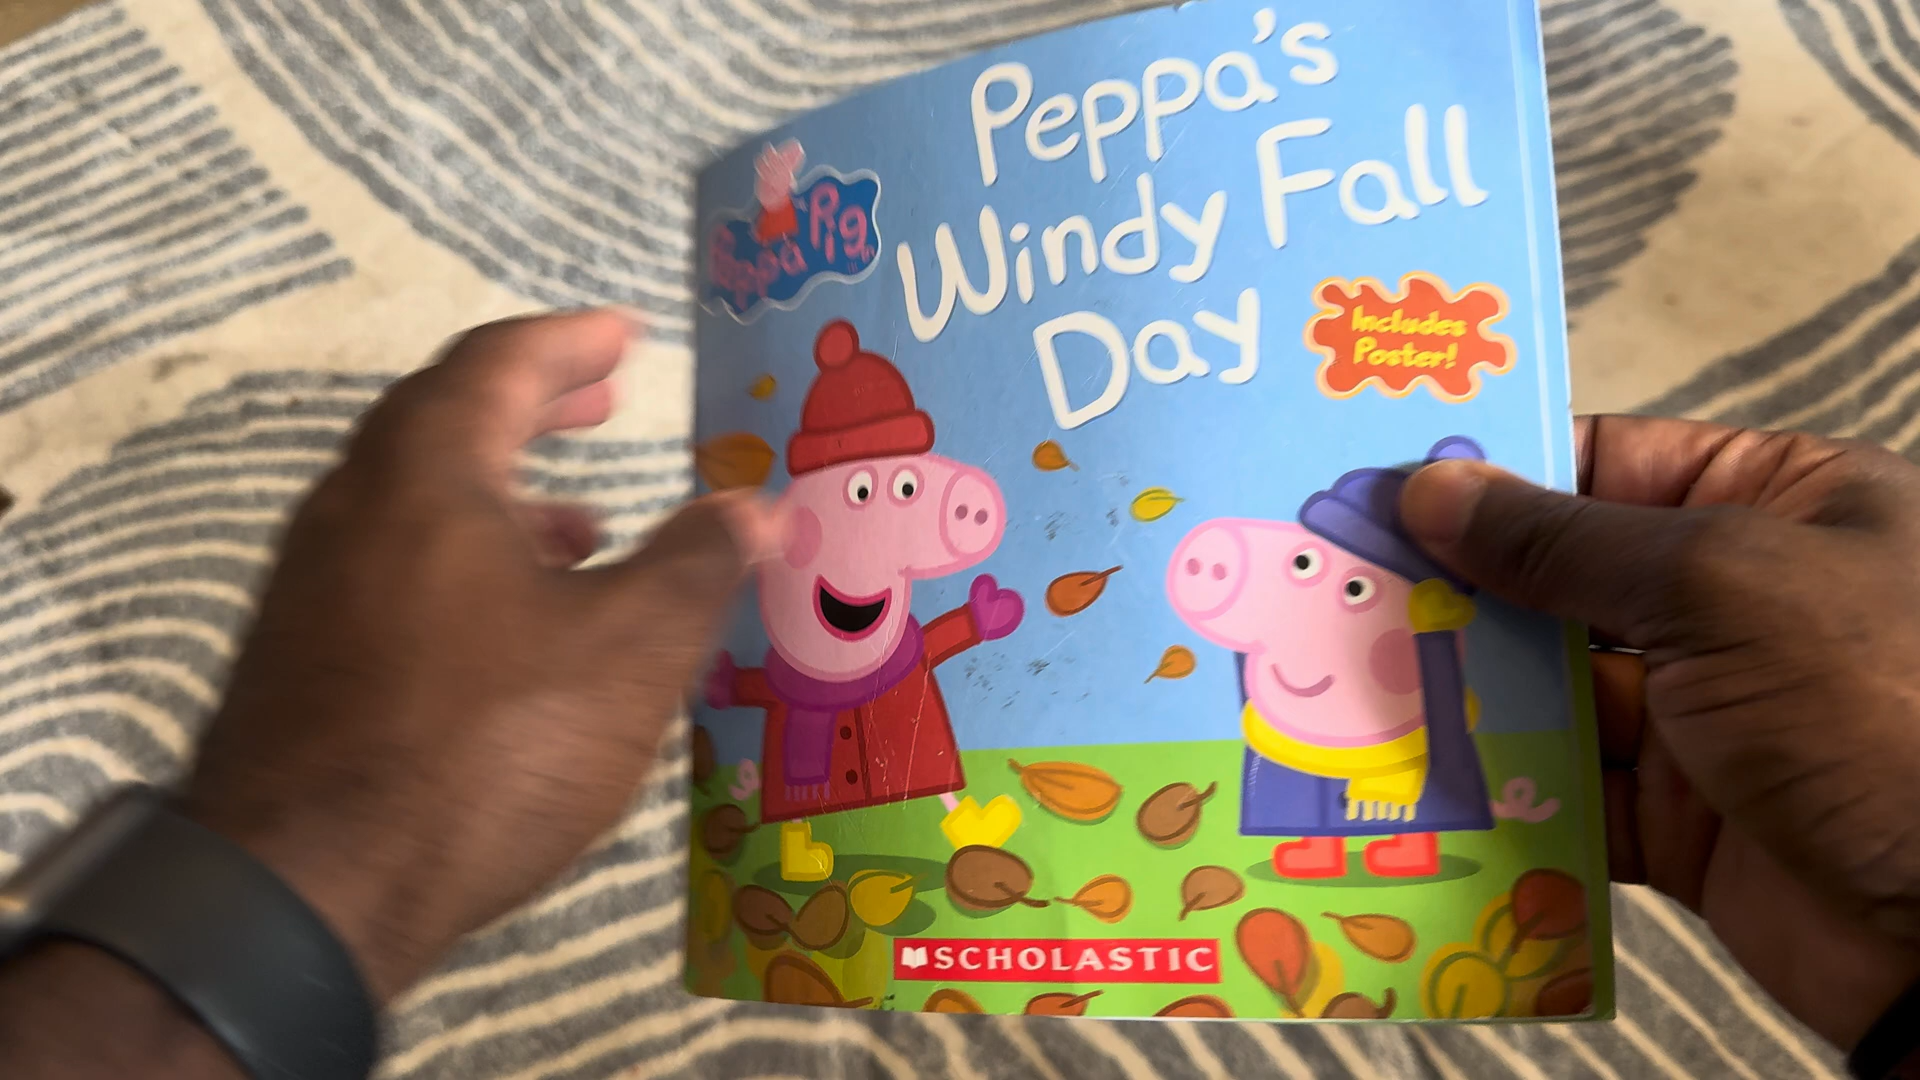 Peppa's
Windy Fall
Day
Peppa Pig
Includes
Poster!
SCHOLASTIC